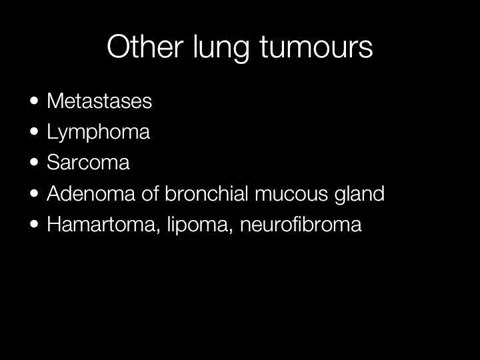 Other lung tumours
• Metastases
• Lymphoma
• Sarcoma
• Adenoma of bronchial mucous gland
• Hamartoma, lipoma, neurofibroma